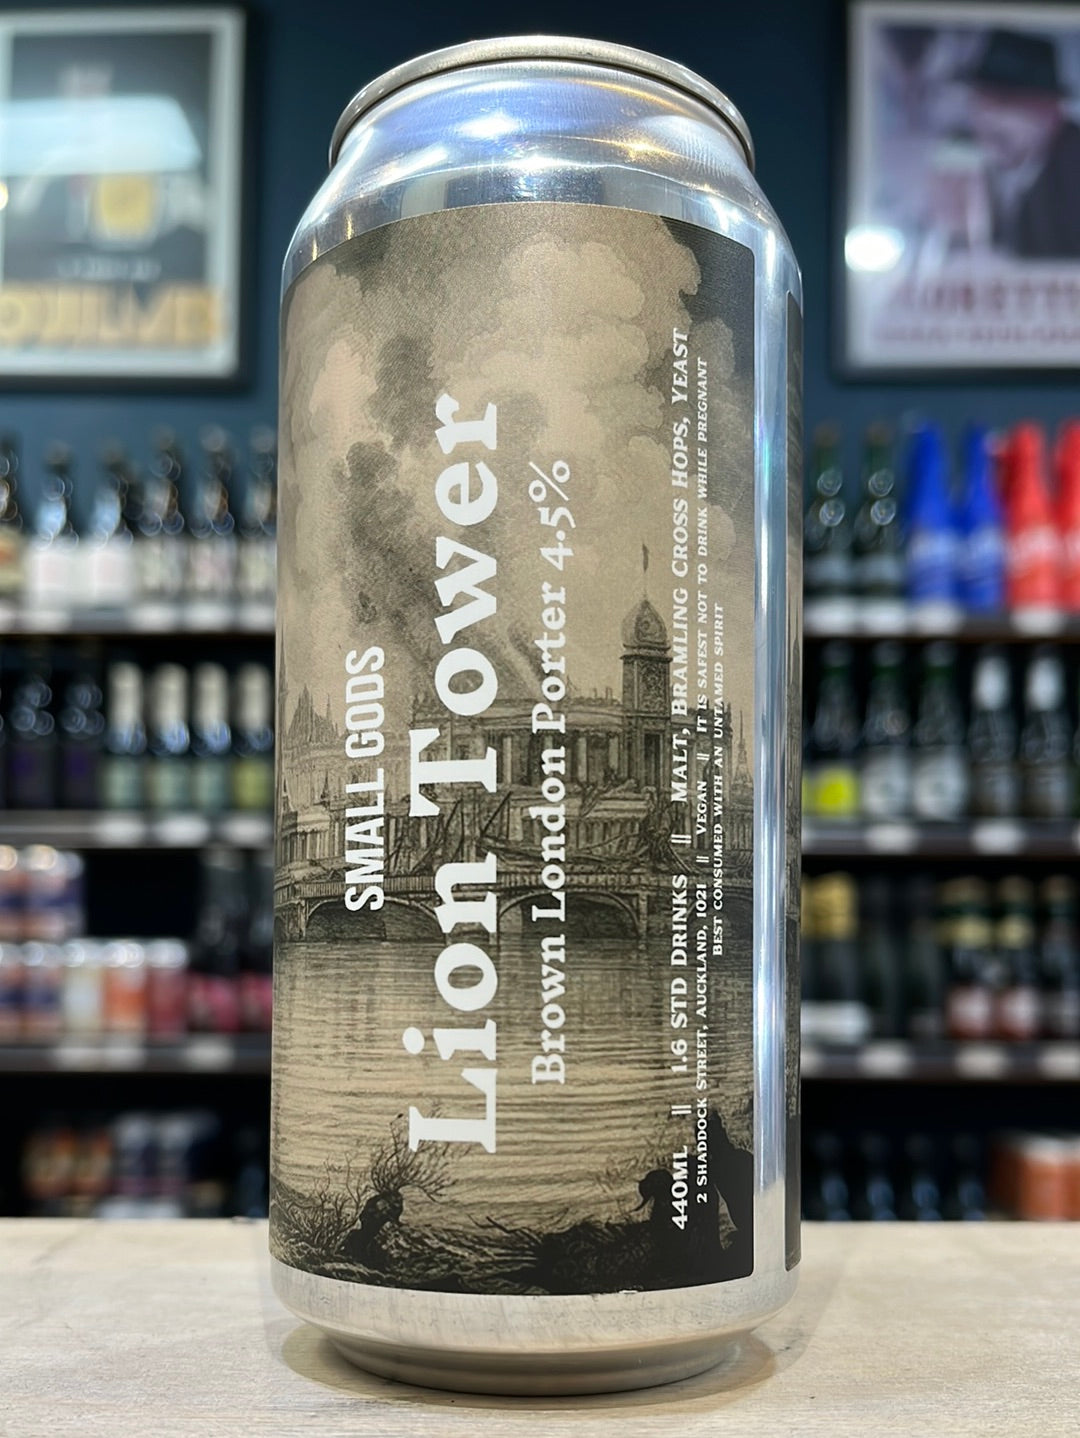 SMALL GODS
Lion Tower
Brown London Porter 4.5%
440ML || 1.6 STD DRINKS || MALT, BRAMLING CROSS HOPS, YEAST
2 SHADDOCK STREET, AUCKLAND, 1021 || VEGAN || IT IS SAFEST NOT TO DRINK WHILE PREGNANT
BEST CONSUMED WITH AN UNTAMED SPIRIT